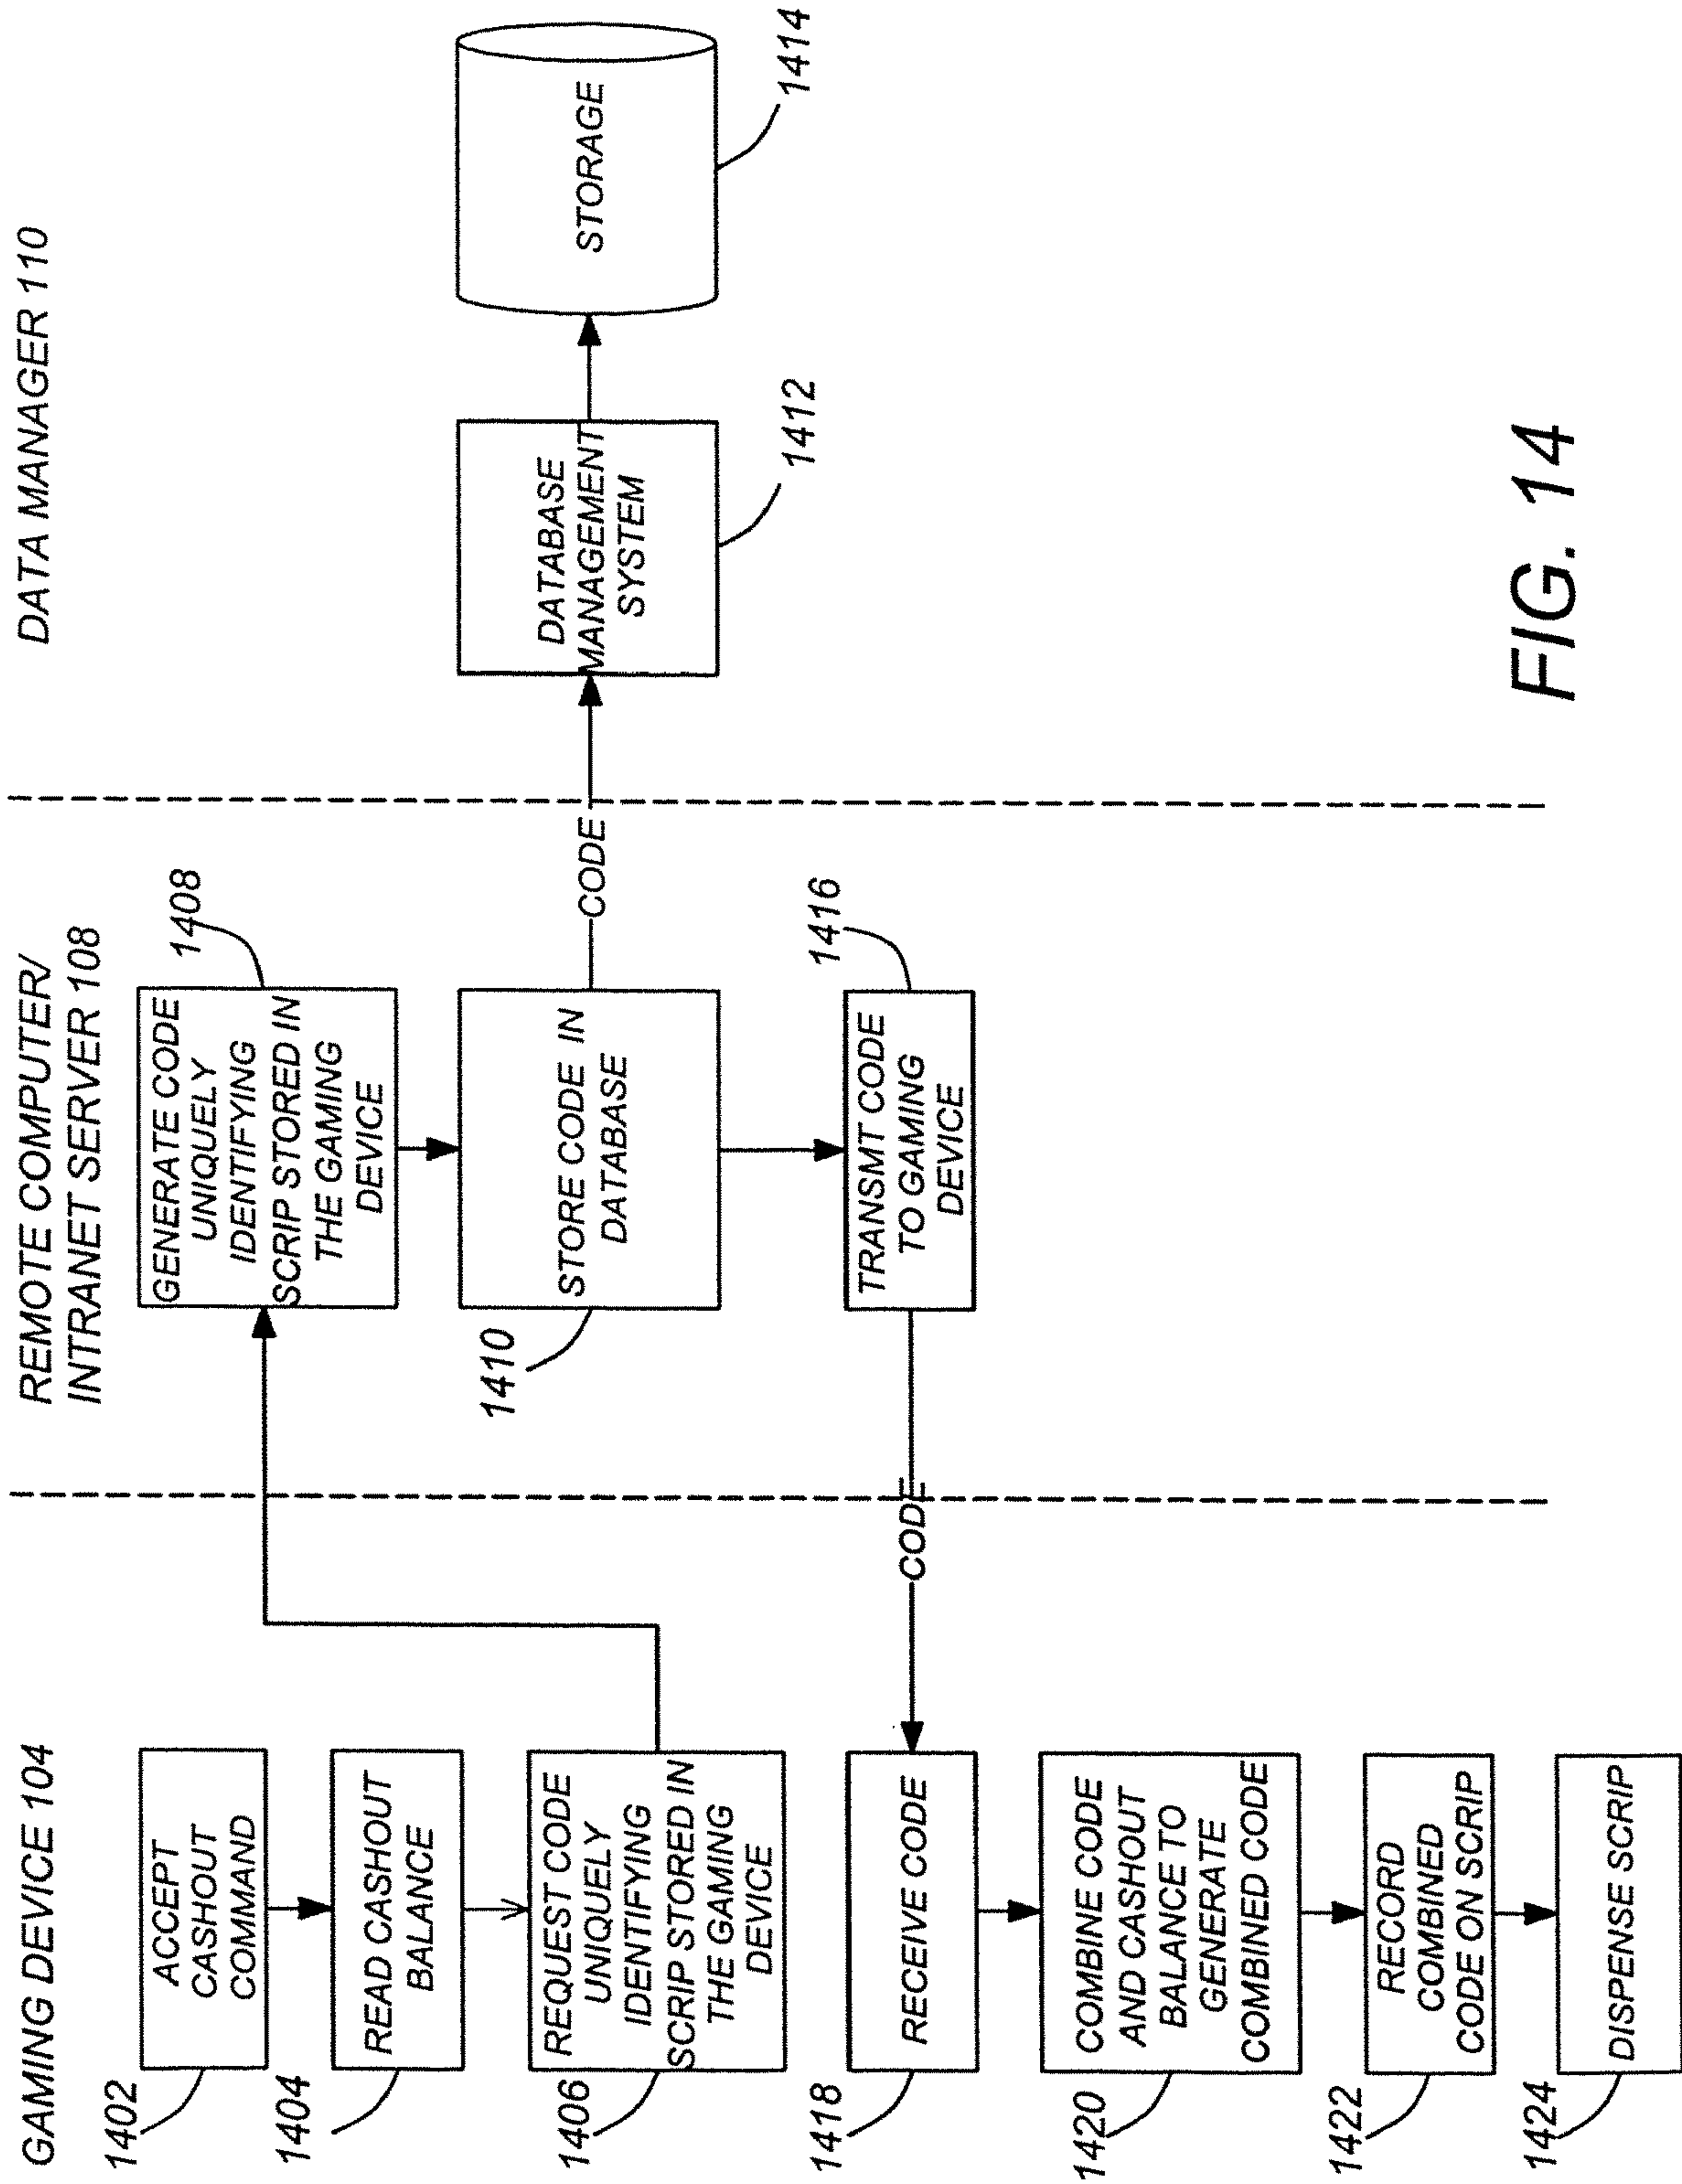 GAMING DEVICE 104
1402
ACCEPT
CASHOUT
COMMAND
1404
READ CASHOUT
BALANCE
1406
REQUEST CODE
UNIQUELY
IDENTIFYING
SCRIP STORED IN
THE GAMING
DEVICE
1418
RECEIVE CODE
1420
COMBINE CODE
AND CASHOUT
BALANCE TO
GENERATE
COMBINED CODE
1422
RECORD
COMBINED
CODE ON SCRIP
1424
DISPENSE SCRIP
REMOTE COMPUTER/
INTRANET SERVER 108
1408
GENERATE CODE
UNIQUELY
IDENTIFYING
SCRIP STORED IN
THE GAMING
DEVICE
1410
STORE CODE IN
DATABASE
CODE
1416
TRANSMT CODE
TO GAMING
DEVICE
CODE
DATA MANAGER 110
DATABASE
MANAGEMENT
SYSTEM
1412
STORAGE
1414
FIG. 14